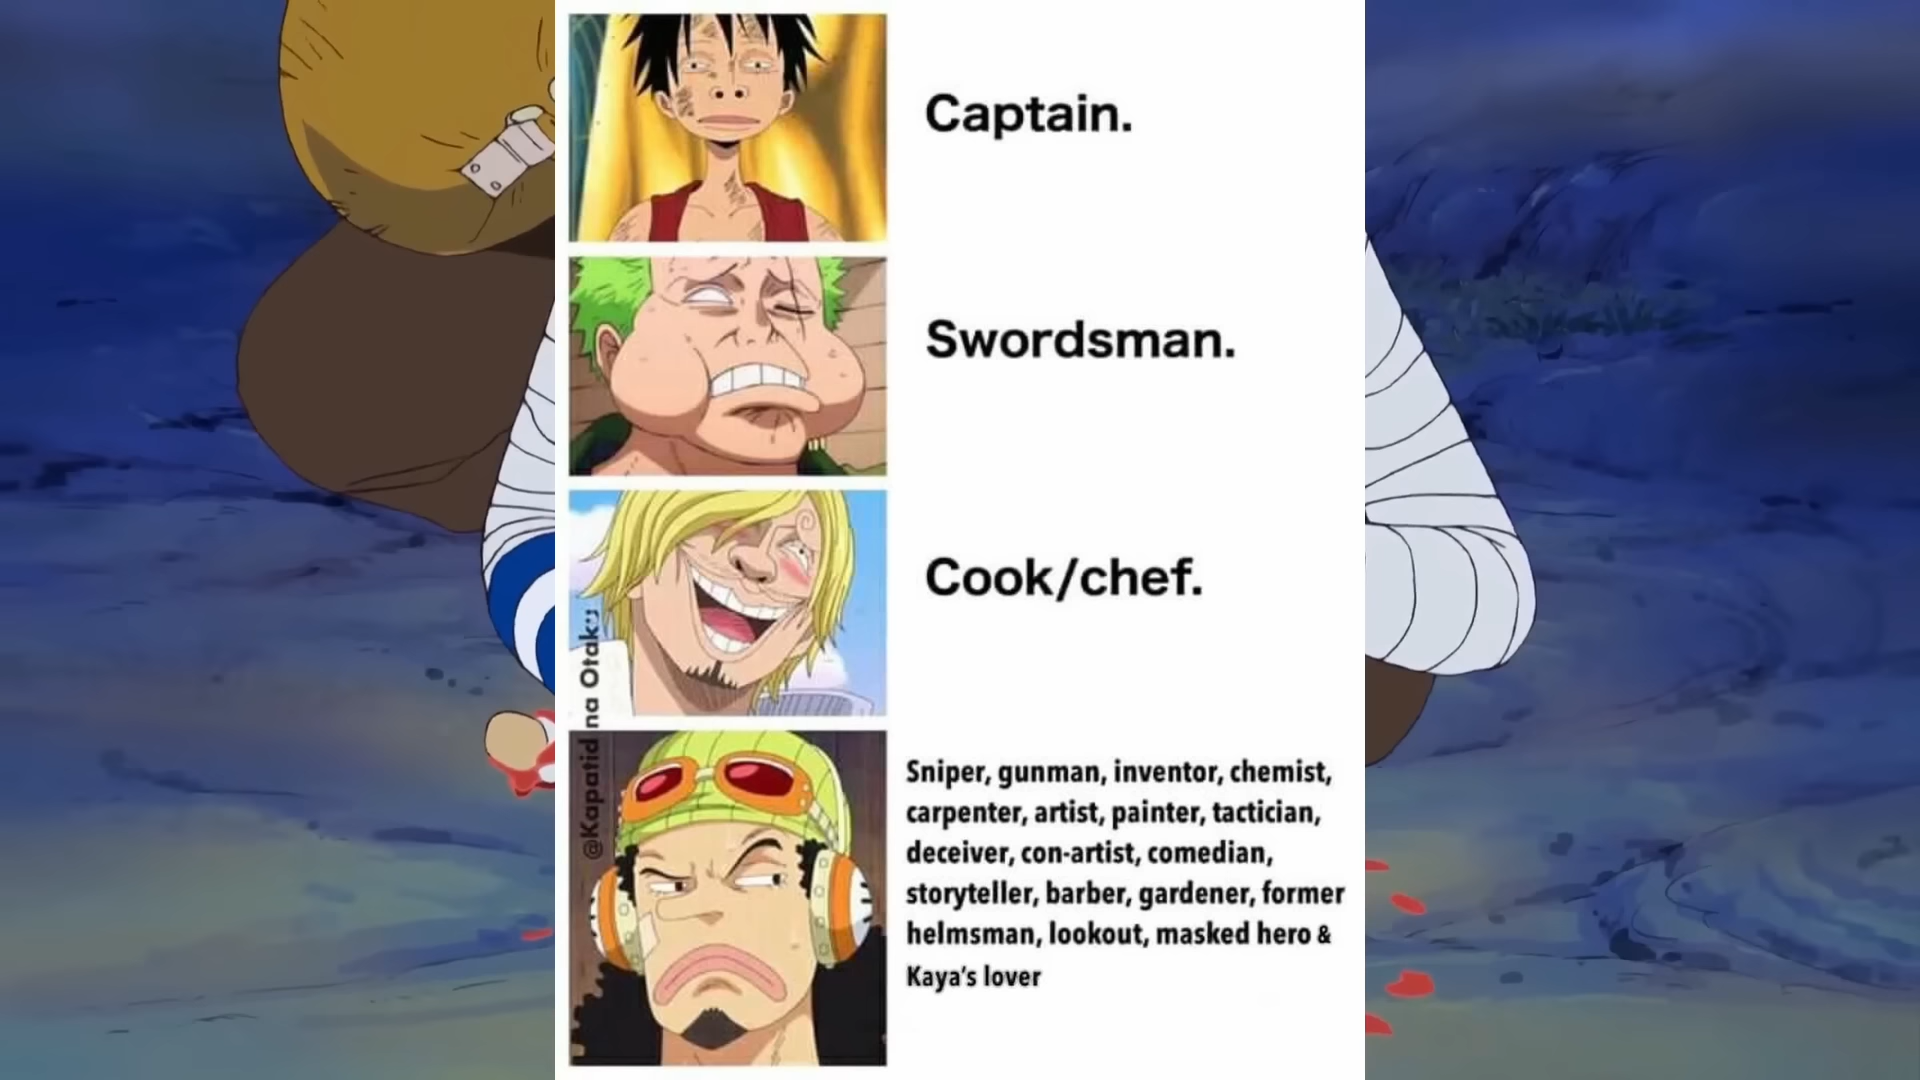 Captain.
Swordsman.
Cook/chef.
@Kapatid na Otaku
Sniper, gunman, inventor, chemist,
carpenter, artist, painter, tactician,
deceiver, con-artist, comedian,
storyteller, barber, gardener, former
helmsman, lookout, masked hero &
Kaya's lover